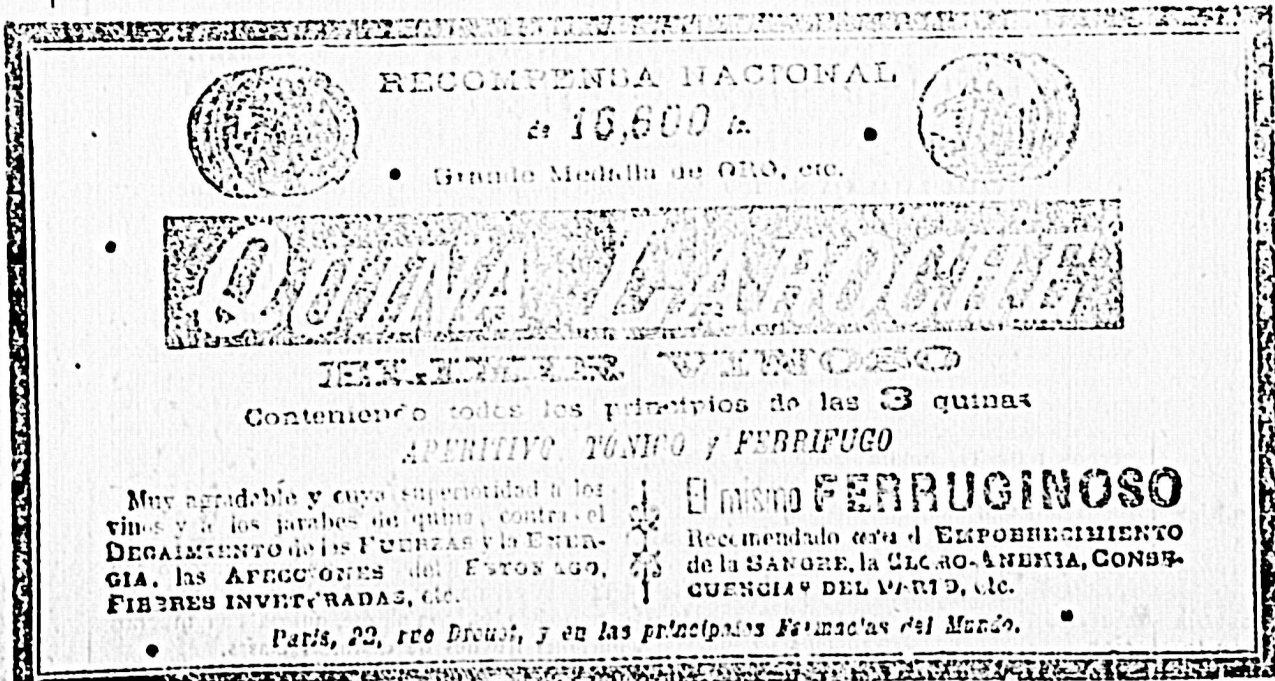 RECOMPENSA NACIONAL
de 16,600 fr.
Grande Medalla de ORO, etc.
QUINA LAROCHE
ELIXIR VINOSO
Conteniendo todos los principios de las 3 quinas
APERITIVO, TÓNICO y FEBRIFUGO
Muy agradable y cuya superioridad a los
vinos y a los jarabes de quina, contra el
DECAIMIENTO de las FUERZAS y la ENER-
GIA, las AFECCIONES del ESTOMAGO,
FIEBRES INVETERADAS, etc.
El mismo FERRUGINOSO
Recomendado contra el EMPOBRECIMIENTO
de la SANGRE, la CLORO-ANEMIA, CONSE-
CUENCIAS DEL PARTO, etc.
Paris, 22, rue Drouot, y en las principales Farmacias del Mundo.